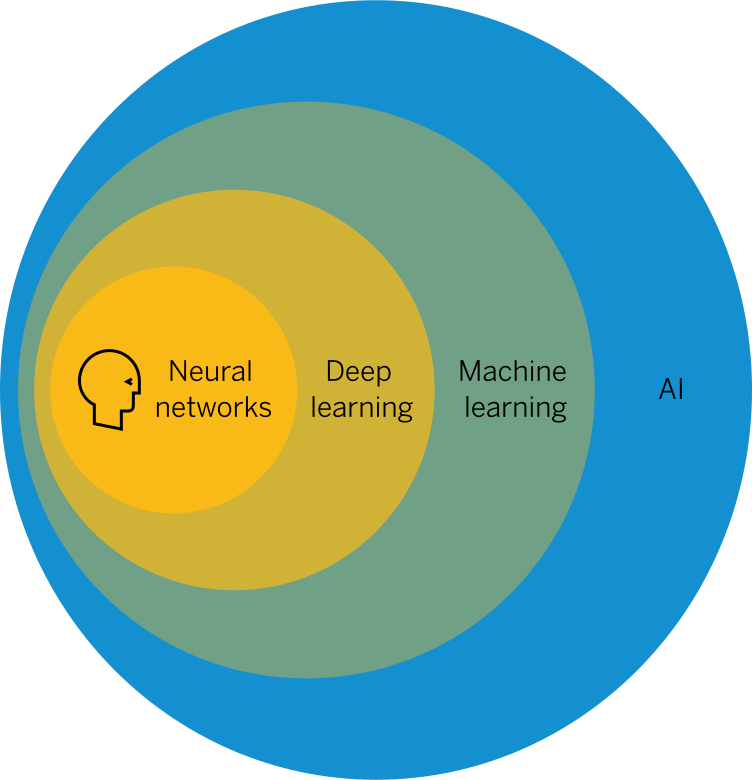 Neural
networks
Deep
learning
Machine
learning
AI